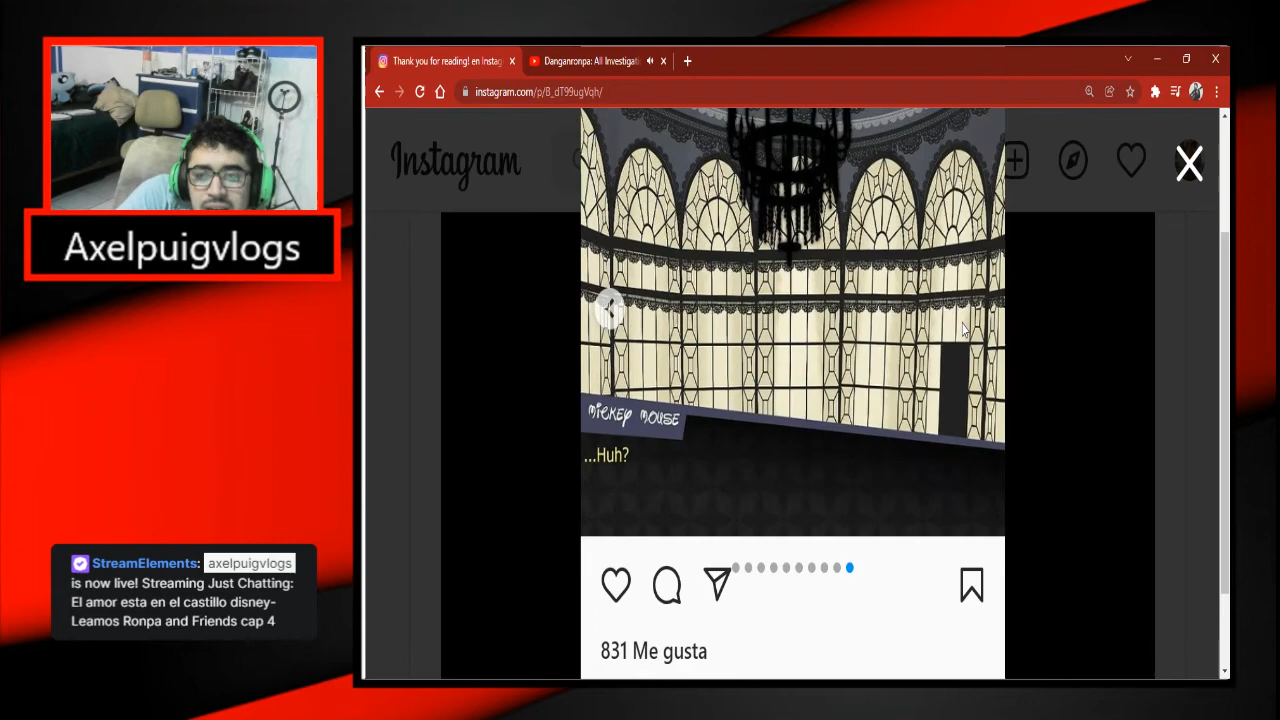 Thank you for reading! en Instag
Danganronpa: All Investigati
instagram.com/p/B_dT99ugVqh/
Instagram
Axelpuigvlogs
MICKEY MOUSE
...Huh?
StreamElements: axelpuigvlogs
is now live! Streaming Just Chatting:
El amor esta en el castillo disney-
Leamos Ronpa and Friends cap 4
831 Me gusta